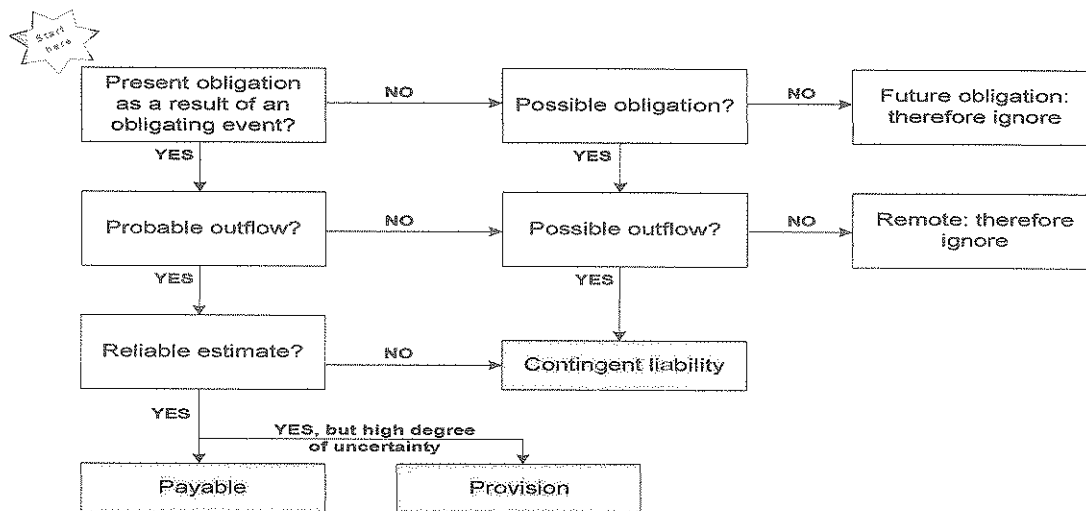 Start
here
Present obligation
as a result of an
obligating event?
NO
Possible obligation?
NO
Future obligation:
therefore ignore
YES
YES
Probable outflow?
NO
Possible outflow?
NO
Remote: therefore
ignore
YES
YES
Reliable estimate?
NO
Contingent liability
YES
YES, but high degree
of uncertainty
Payable
Provision